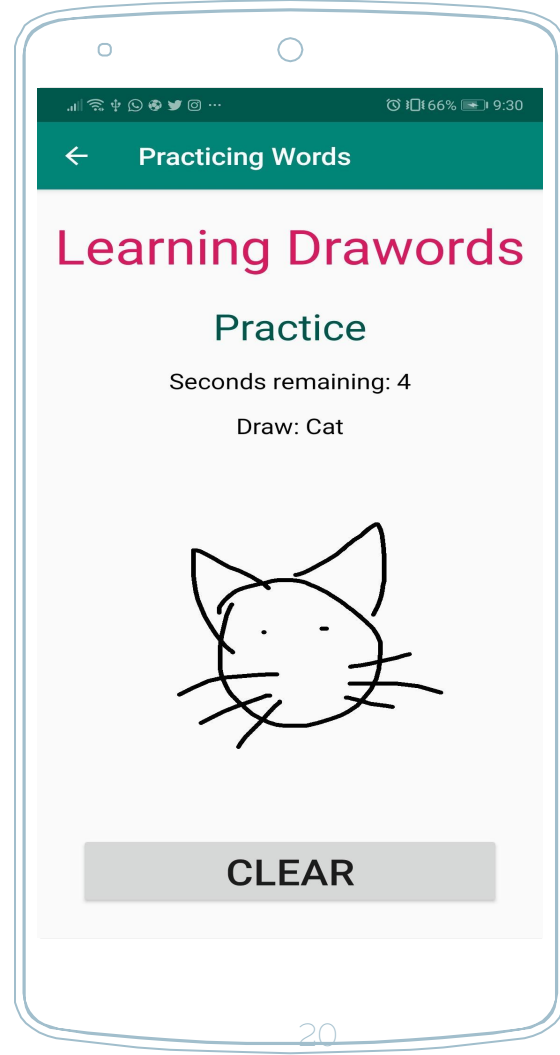 66% 9:30
Practicing Words
Learning Drawords
Practice
Seconds remaining: 4
Draw: Cat
CLEAR
20